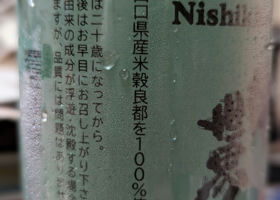 Nishik
口県産米穀良都を100%
は二十歳になってから。
後はお早目にお召し上がり下さ
由来の成分が浮遊・沈殿する場合
ますが、品質には問題ありませ